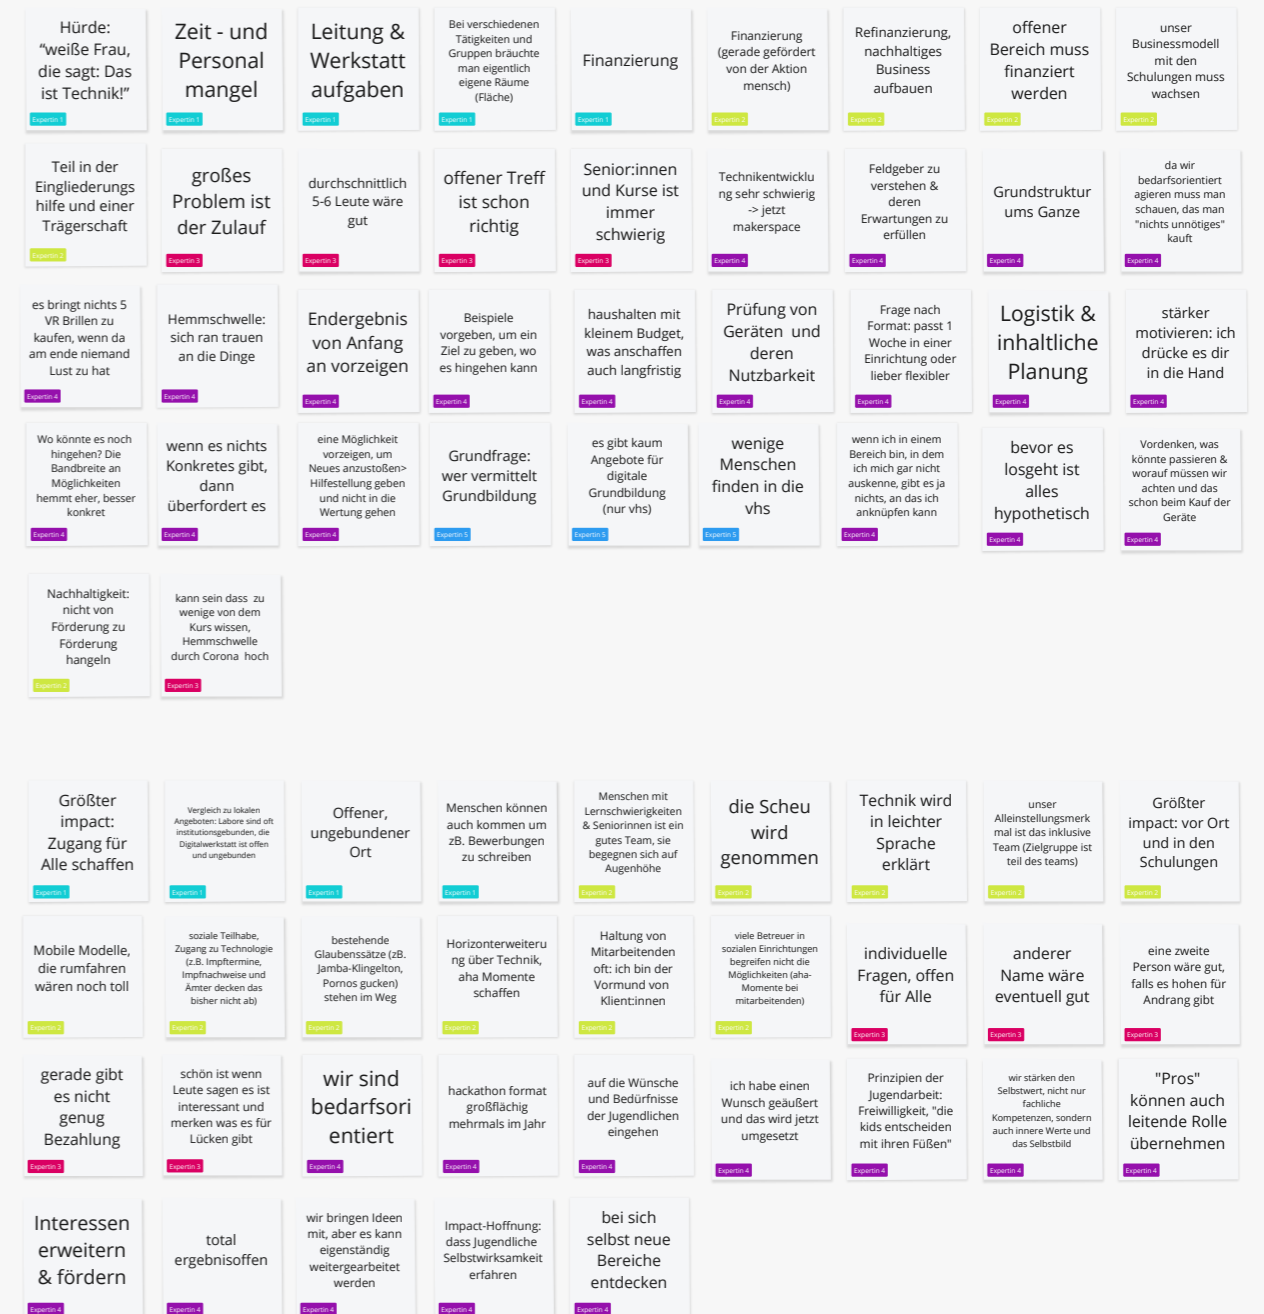 Hürde:
“weiße Frau,
die sagt: Das
ist Technik!”
Expertin 1
Zeit - und
Personal
mangel
Expertin 1
Leitung &
Werkstatt
aufgaben
Expertin 1
Bei verschiedenen
Tätigkeiten und
Gruppen bräuchte
man eigentlich
eigene Räume
(Fläche)
Expertin 1
Finanzierung
Expertin 1
Finanzierung
(gerade gefördert
von der Aktion
mensch)
Expertin 2
Refinanzierung,
nachhaltiges
Business
aufbauen
Expertin 2
offener
Bereich muss
finanziert
werden
Expertin 2
unser
Businessmodell
mit den
Schulungen muss
wachsen
Expertin 2
Teil in der
Eingliederungs
hilfe und einer
Trägerschaft
Expertin 2
großes
Problem ist
der Zulauf
Expertin 3
durchschnittlich
5-6 Leute wäre
gut
Expertin 3
offener Treff
ist schon
richtig
Expertin 3
Senior:innen
und Kurse ist
immer
schwierig
Expertin 3
Technikentwicklu
ng sehr schwierig
-> jetzt
makerspace
Expertin 4
Feldgeber zu
verstehen &
deren
Erwartungen zu
erfüllen
Expertin 4
Grundstruktur
ums Ganze
Expertin 4
da wir
bedarfsorientiert
agieren muss man
schauen, das man
"nichts unnötiges"
kauft
Expertin 4
es bringt nichts 5
VR Brillen zu
kaufen, wenn da
am ende niemand
Lust zu hat
Expertin 4
Hemmschwelle:
sich ran trauen
an die Dinge
Expertin 4
Endergebnis
von Anfang
an vorzeigen
Expertin 4
Beispiele
vorgeben, um ein
Ziel zu geben, wo
es hingehen kann
Expertin 4
haushalten mit
kleinem Budget,
was anschaffen
auch langfristig
Expertin 4
Prüfung von
Geräten und
deren
Nutzbarkeit
Expertin 4
Frage nach
Format: passt 1
Woche in einer
Einrichtung oder
lieber flexibler
Expertin 4
Logistik &
inhaltliche
Planung
Expertin 4
stärker
motivieren: ich
drücke es dir
in die Hand
Expertin 4
Wo könnte es noch
hingehen? Die
Bandbreite an
Möglichkeiten
hemmt eher, besser
konkret
Expertin 4
wenn es nichts
Konkretes gibt,
dann
überfordert es
Expertin 4
eine Möglichkeit
vorzeigen, um
Neues anzustoßen>
Hilfestellung geben
und nicht in die
Wertung gehen
Expertin 4
Grundfrage:
wer vermittelt
Grundbildung
Expertin 5
es gibt kaum
Angebote für
digitale
Grundbildung
(nur vhs)
Expertin 5
wenige
Menschen
finden in die
vhs
Expertin 5
wenn ich in einem
Bereich bin, in dem
ich mich gar nicht
auskenne, gibt es ja
nichts, an das ich
anknüpfen kann
Expertin 4
bevor es
losgeht ist
alles
hypothetisch
Expertin 4
Vordenken, was
könnte passieren &
worauf müssen wir
achten und das
schon beim Kauf der
Geräte
Expertin 4
Nachhaltigkeit:
nicht von
Förderung zu
Förderung
hangeln
Expertin 2
kann sein dass zu
wenige von dem
Kurs wissen,
Hemmschwelle
durch Corona hoch
Expertin 3
Größter
impact:
Zugang für
Alle schaffen
Expertin 1
Vergleich zu lokalen
Angeboten: Labore sind oft
institutionsgebunden, die
Digitalwerkstatt ist offen
und ungebunden
Expertin 1
Offener,
ungebundener
Ort
Expertin 1
Menschen können
auch kommen um
zB. Bewerbungen
zu schreiben
Expertin 1
Menschen mit
Lernschwierigkeiten
& Seniorinnen ist ein
gutes Team, sie
begegnen sich auf
Augenhöhe
Expertin 2
die Scheu
wird
genommen
Expertin 2
Technik wird
in leichter
Sprache
erklärt
Expertin 2
unser
Alleinstellungsmerk
mal ist das inklusive
Team (Zielgruppe ist
teil des teams)
Expertin 2
Größter
impact: vor Ort
und in den
Schulungen
Expertin 2
Mobile Modelle,
die rumfahren
wären noch toll
Expertin 2
soziale Teilhabe,
Zugang zu Technologie
(z.B. Impftermine,
Impfnachweise und
Ämter decken das
bisher nicht ab)
Expertin 2
bestehende
Glaubenssätze (zB.
Jamba-Klingelton,
Pornos gucken)
stehen im Weg
Expertin 2
Horizonterweiteru
ng über Technik,
aha Momente
schaffen
Expertin 2
Haltung von
Mitarbeitenden
oft: ich bin der
Vormund von
Klient:innen
Expertin 2
viele Betreuer in
sozialen Einrichtungen
begreifen nicht die
Möglichkeiten (aha-
Momente bei
mitarbeitenden)
Expertin 2
individuelle
Fragen, offen
für Alle
Expertin 3
anderer
Name wäre
eventuell gut
Expertin 3
eine zweite
Person wäre gut,
falls es hohen für
Andrang gibt
Expertin 3
gerade gibt
es nicht
genug
Bezahlung
Expertin 3
schön ist wenn
Leute sagen es ist
interessant und
merken was es für
Lücken gibt
Expertin 3
wir sind
bedarfsori
entiert
Expertin 4
hackathon format
großflächig
mehrmals im Jahr
Expertin 4
auf die Wünsche
und Bedürfnisse
der Jugendlichen
eingehen
Expertin 4
ich habe einen
Wunsch geäußert
und das wird jetzt
umgesetzt
Expertin 4
Prinzipien der
Jugendarbeit:
Freiwilligkeit, "die
kids entscheiden
mit ihren Füßen"
Expertin 4
wir stärken den
Selbstwert, nicht nur
fachliche
Kompetenzen, sondern
auch innere Werte und
das Selbstbild
Expertin 4
"Pros"
können auch
leitende Rolle
übernehmen
Expertin 4
Interessen
erweitern
& fördern
Expertin 4
total
ergebnisoffen
Expertin 4
wir bringen Ideen
mit, aber es kann
eigenständig
weitergearbeitet
werden
Expertin 4
Impact-Hoffnung:
dass Jugendliche
Selbstwirksamkeit
erfahren
Expertin 4
bei sich
selbst neue
Bereiche
entdecken
Expertin 4